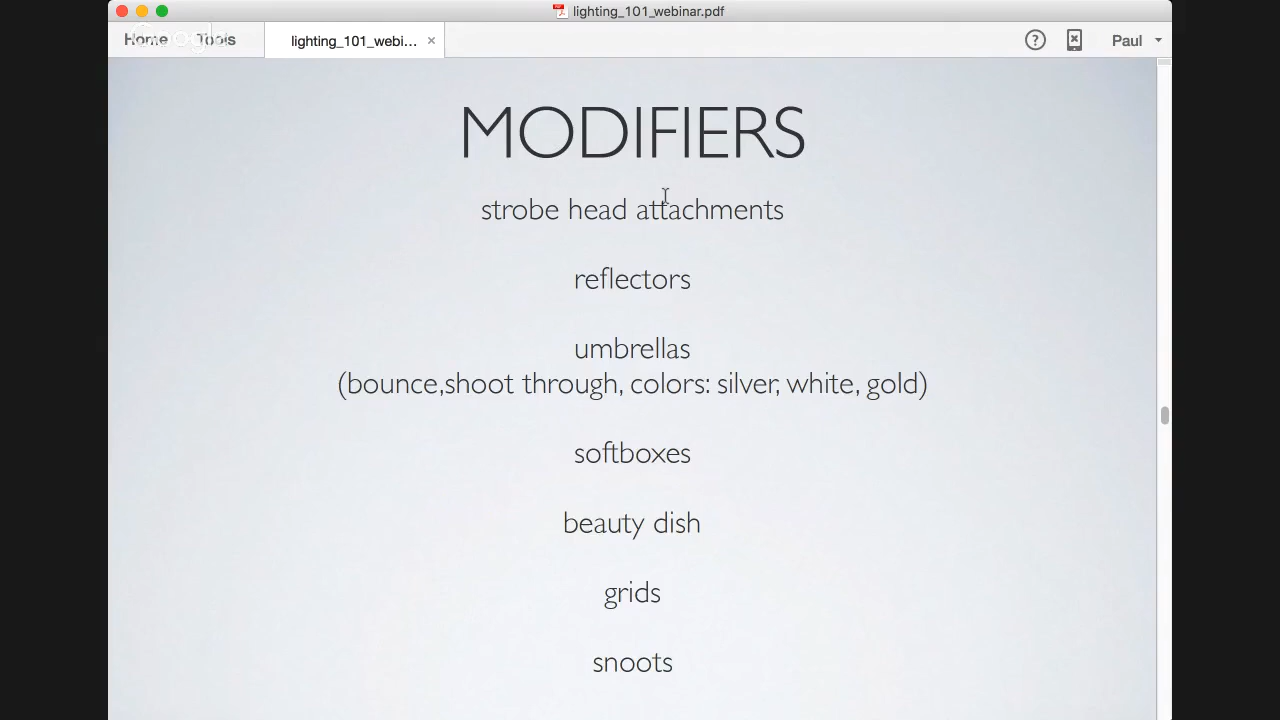 lighting_101_webinar.pdf
Home Tools lighting_101_webi... × ? Paul
MODIFIERS
strobe head attachments
reflectors
umbrellas
(bounce,shoot through, colors: silver, white, gold)
softboxes
beauty dish
grids
snoots